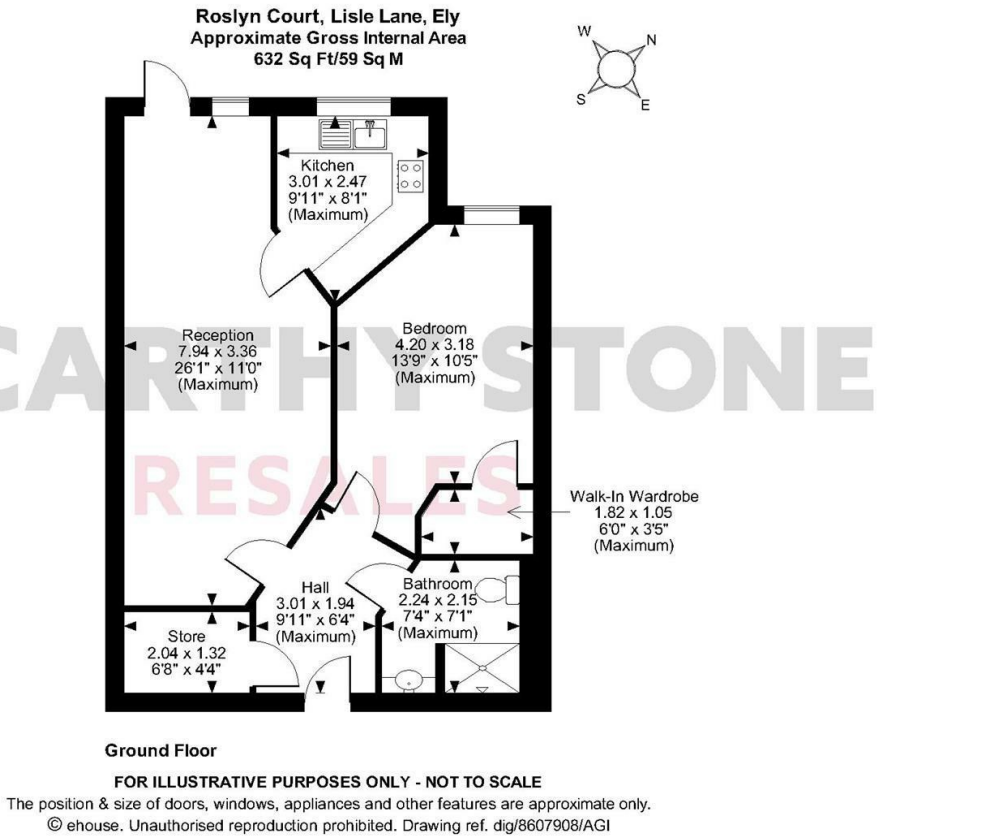 Roslyn Court, Lisle Lane, Ely
Approximate Gross Internal Area
632 Sq Ft/59 Sq M
W
N
S
E
Kitchen
3.01 x 2.47
9'11" x 8'1"
(Maximum)
Reception
7.94 x 3.36
26'1" x 11'0"
(Maximum)
Bedroom
4.20 x 3.18
13'9" x 10'5"
(Maximum)
CARTHY STONE
RESALES
Walk-In Wardrobe
1.82 x 1.05
6'0" x 3'5"
(Maximum)
Hall
3.01 x 1.94
9'11" x 6'4"
(Maximum)
Bathroom
2.24 x 2.15
7'4" x 7'1"
(Maximum)
Store
2.04 x 1.32
6'8" x 4'4"
Ground Floor
FOR ILLUSTRATIVE PURPOSES ONLY - NOT TO SCALE
The position & size of doors, windows, appliances and other features are approximate only.
© ehouse. Unauthorised reproduction prohibited. Drawing ref. dig/8607908/AGI